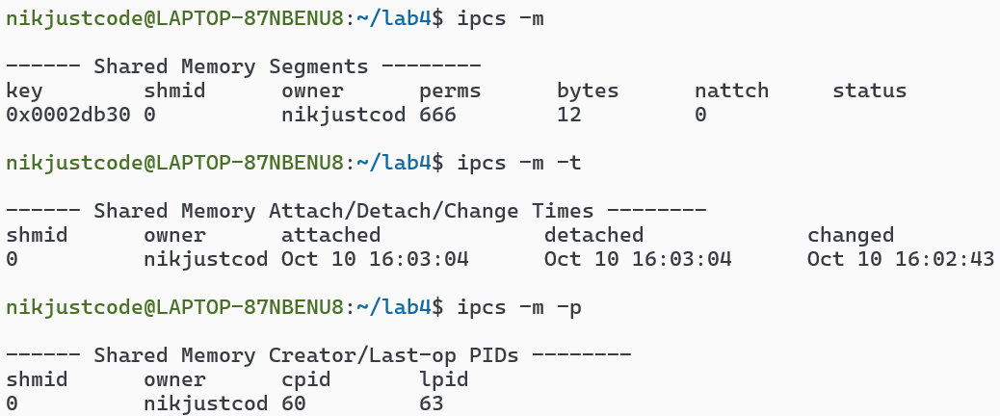 nikjustcode@LAPTOP-87NBENU8:~/lab4$ ipcs -m
------ Shared Memory Segments --------
key        shmid      owner      perms      bytes      nattch     status
0x0002db30 0          nikjustcod 666        12         0
nikjustcode@LAPTOP-87NBENU8:~/lab4$ ipcs -m -t
------ Shared Memory Attach/Detach/Change Times --------
shmid      owner      attached             detached             changed
0          nikjustcod Oct 10 16:03:04      Oct 10 16:03:04      Oct 10 16:02:43
nikjustcode@LAPTOP-87NBENU8:~/lab4$ ipcs -m -p
------ Shared Memory Creator/Last-op PIDs --------
shmid      owner      cpid       lpid
0          nikjustcod 60         63